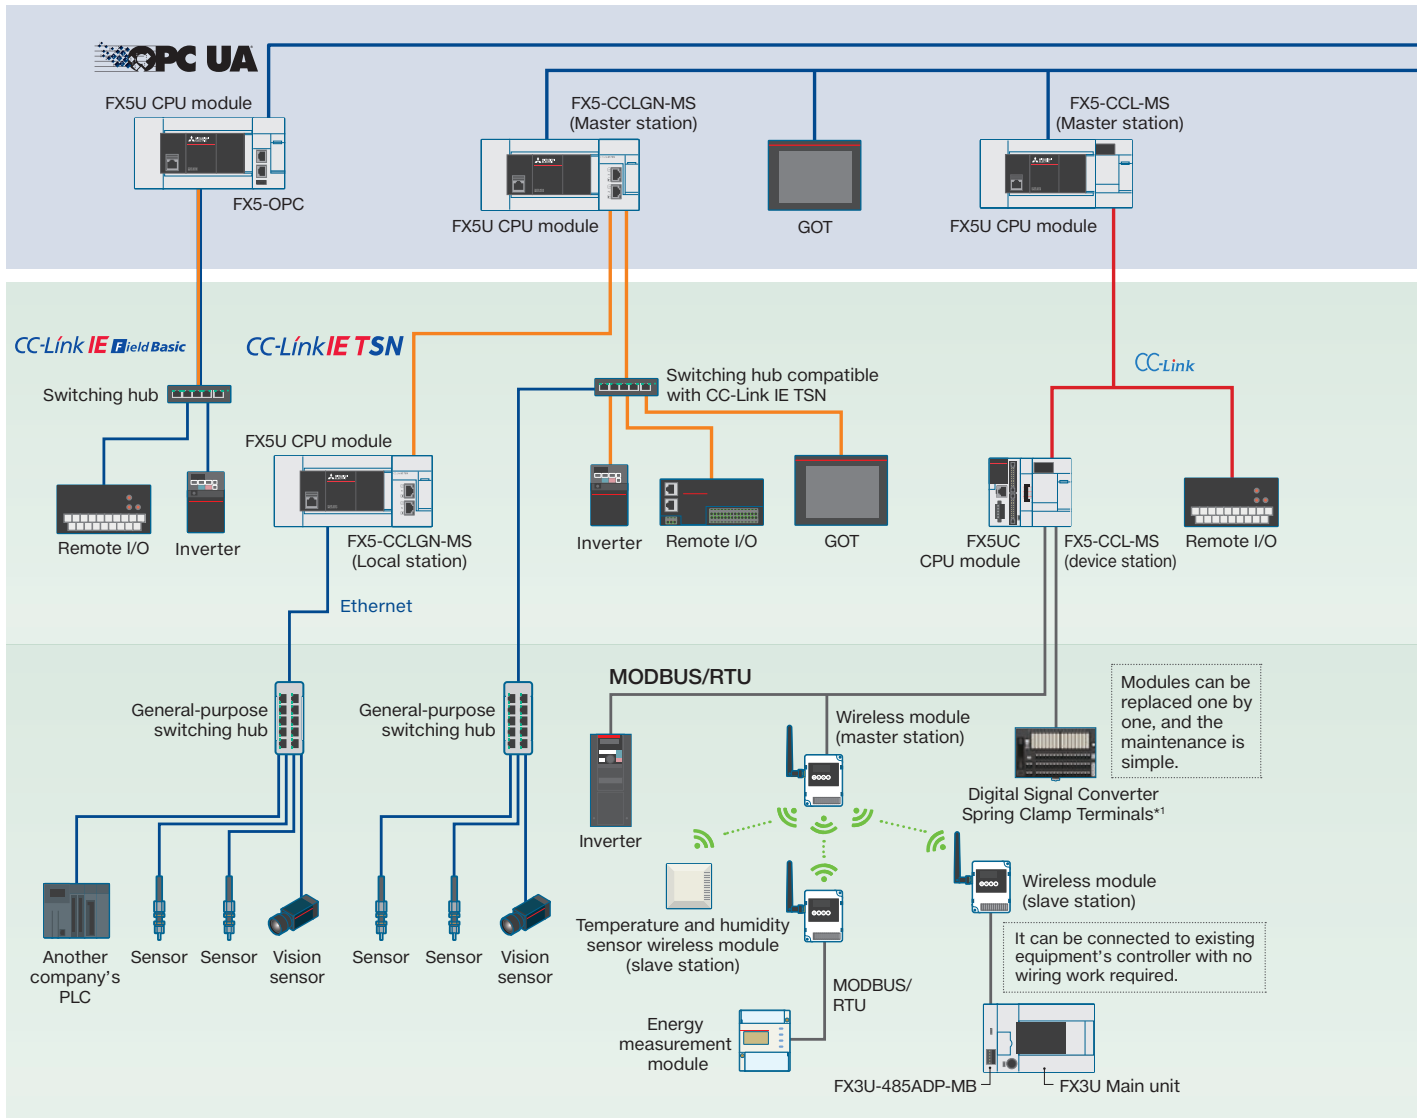 OPC UA
FX5U CPU module
FX5-OPC
FX5-CCLGN-MS
(Master station)
FX5U CPU module
GOT
FX5-CCL-MS
(Master station)
FX5U CPU module
CC-Link IE Field Basic
Switching hub
Remote I/O
Inverter
CC-Link IE TSN
FX5U CPU module
FX5-CCLGN-MS
(Local station)
Ethernet
Switching hub compatible
with CC-Link IE TSN
Inverter
Remote I/O
GOT
CC-Link
FX5UC
CPU module
FX5-CCL-MS
(device station)
Remote I/O
General-purpose
switching hub
Another
company's
PLC
Sensor
Sensor
Vision
sensor
General-purpose
switching hub
Sensor
Sensor
Vision
sensor
MODBUS/RTU
Inverter
Wireless module
(master station)
Digital Signal Converter
Spring Clamp Terminals*1
Modules can be
replaced one by
one, and the
maintenance is
simple.
Temperature and humidity
sensor wireless module
(slave station)
MODBUS/
RTU
Energy
measurement
module
Wireless module
(slave station)
It can be connected to existing
equipment's controller with no
wiring work required.
FX3U-485ADP-MB
FX3U Main unit